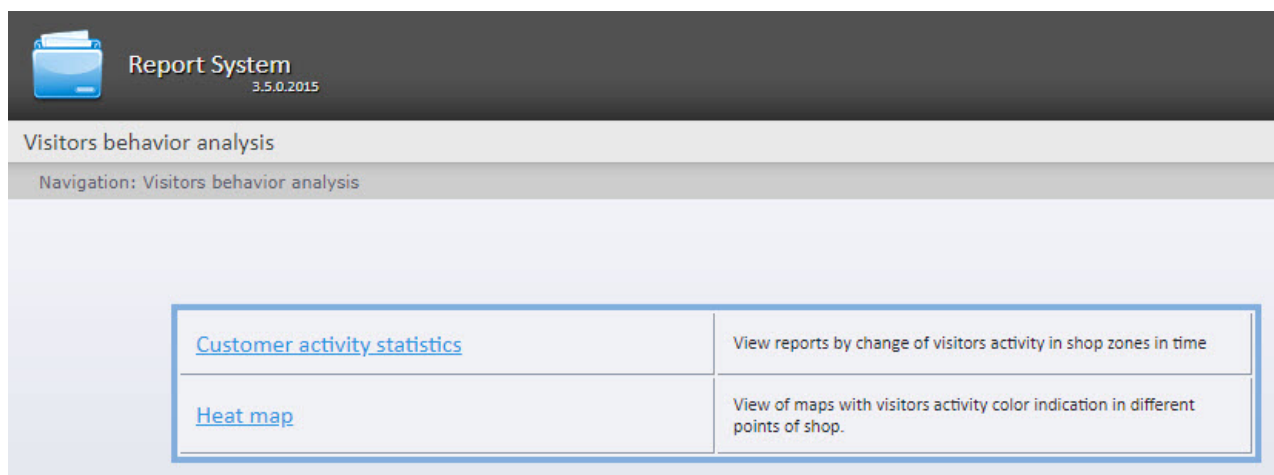 Report System
3.5.0.2015
Visitors behavior analysis
Navigation: Visitors behavior analysis
Customer activity statistics
View reports by change of visitors activity in shop zones in time
Heat map
View of maps with visitors activity color indication in different
points of shop.